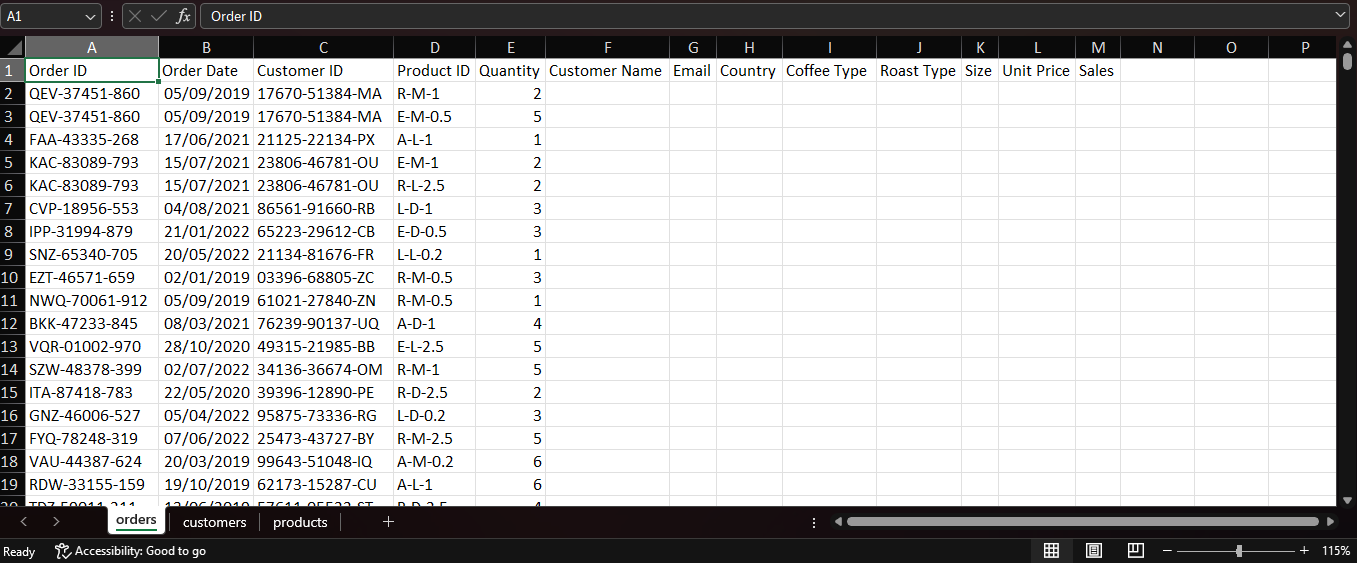 A1 fx Order ID
A B C D E F G H I J K L M N O P
1 Order ID Order Date Customer ID Product ID Quantity Customer Name Email Country Coffee Type Roast Type Size Unit Price Sales
2 QEV-37451-860 05/09/2019 17670-51384-MA R-M-1 2
3 QEV-37451-860 05/09/2019 17670-51384-MA E-M-0.5 5
4 FAA-43335-268 17/06/2021 21125-22134-PX A-L-1 1
5 KAC-83089-793 15/07/2021 23806-46781-OU E-M-1 2
6 KAC-83089-793 15/07/2021 23806-46781-OU R-L-2.5 2
7 CVP-18956-553 04/08/2021 86561-91660-RB L-D-1 3
8 IPP-31994-879 21/01/2022 65223-29612-CB E-D-0.5 3
9 SNZ-65340-705 20/05/2022 21134-81676-FR L-L-0.2 1
10 EZT-46571-659 02/01/2019 03396-68805-ZC R-M-0.5 3
11 NWQ-70061-912 05/09/2019 61021-27840-ZN R-M-0.5 1
12 BKK-47233-845 08/03/2021 76239-90137-UQ A-D-1 4
13 VQR-01002-970 28/10/2020 49315-21985-BB E-L-2.5 5
14 SZW-48378-399 02/07/2022 34136-36674-OM R-M-1 5
15 ITA-87418-783 22/05/2020 39396-12890-PE R-D-2.5 2
16 GNZ-46006-527 05/04/2022 95875-73336-RG L-D-0.2 3
17 FYQ-78248-319 07/06/2022 25473-43727-BY R-M-2.5 5
18 VAU-44387-624 20/03/2019 99643-51048-IQ A-M-0.2 6
19 RDW-33155-159 19/10/2019 62173-15287-CU A-L-1 6
orders customers products +
Ready Accessibility: Good to go 115%